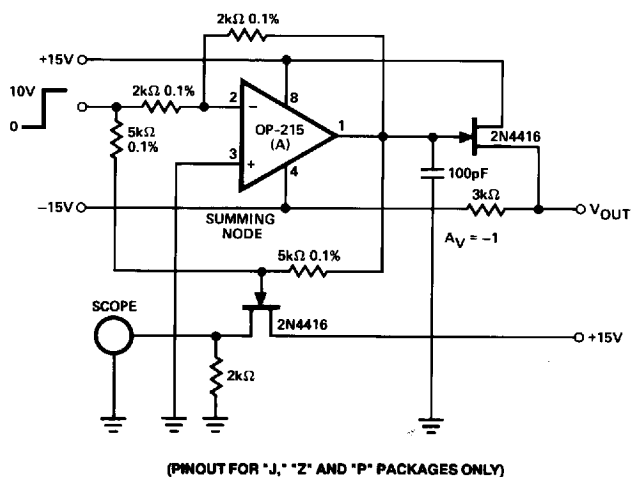 2kΩ 0.1%
+15V
10V
0
2kΩ 0.1%
2
−
8
OP-215
(A)
1
3
+
4
5kΩ
0.1%
2N4416
100pF
3kΩ
VOUT
−15V
SUMMING
NODE
AV = −1
5kΩ 0.1%
SCOPE
2N4416
+15V
2kΩ
(PINOUT FOR "J," "Z" AND "P" PACKAGES ONLY)